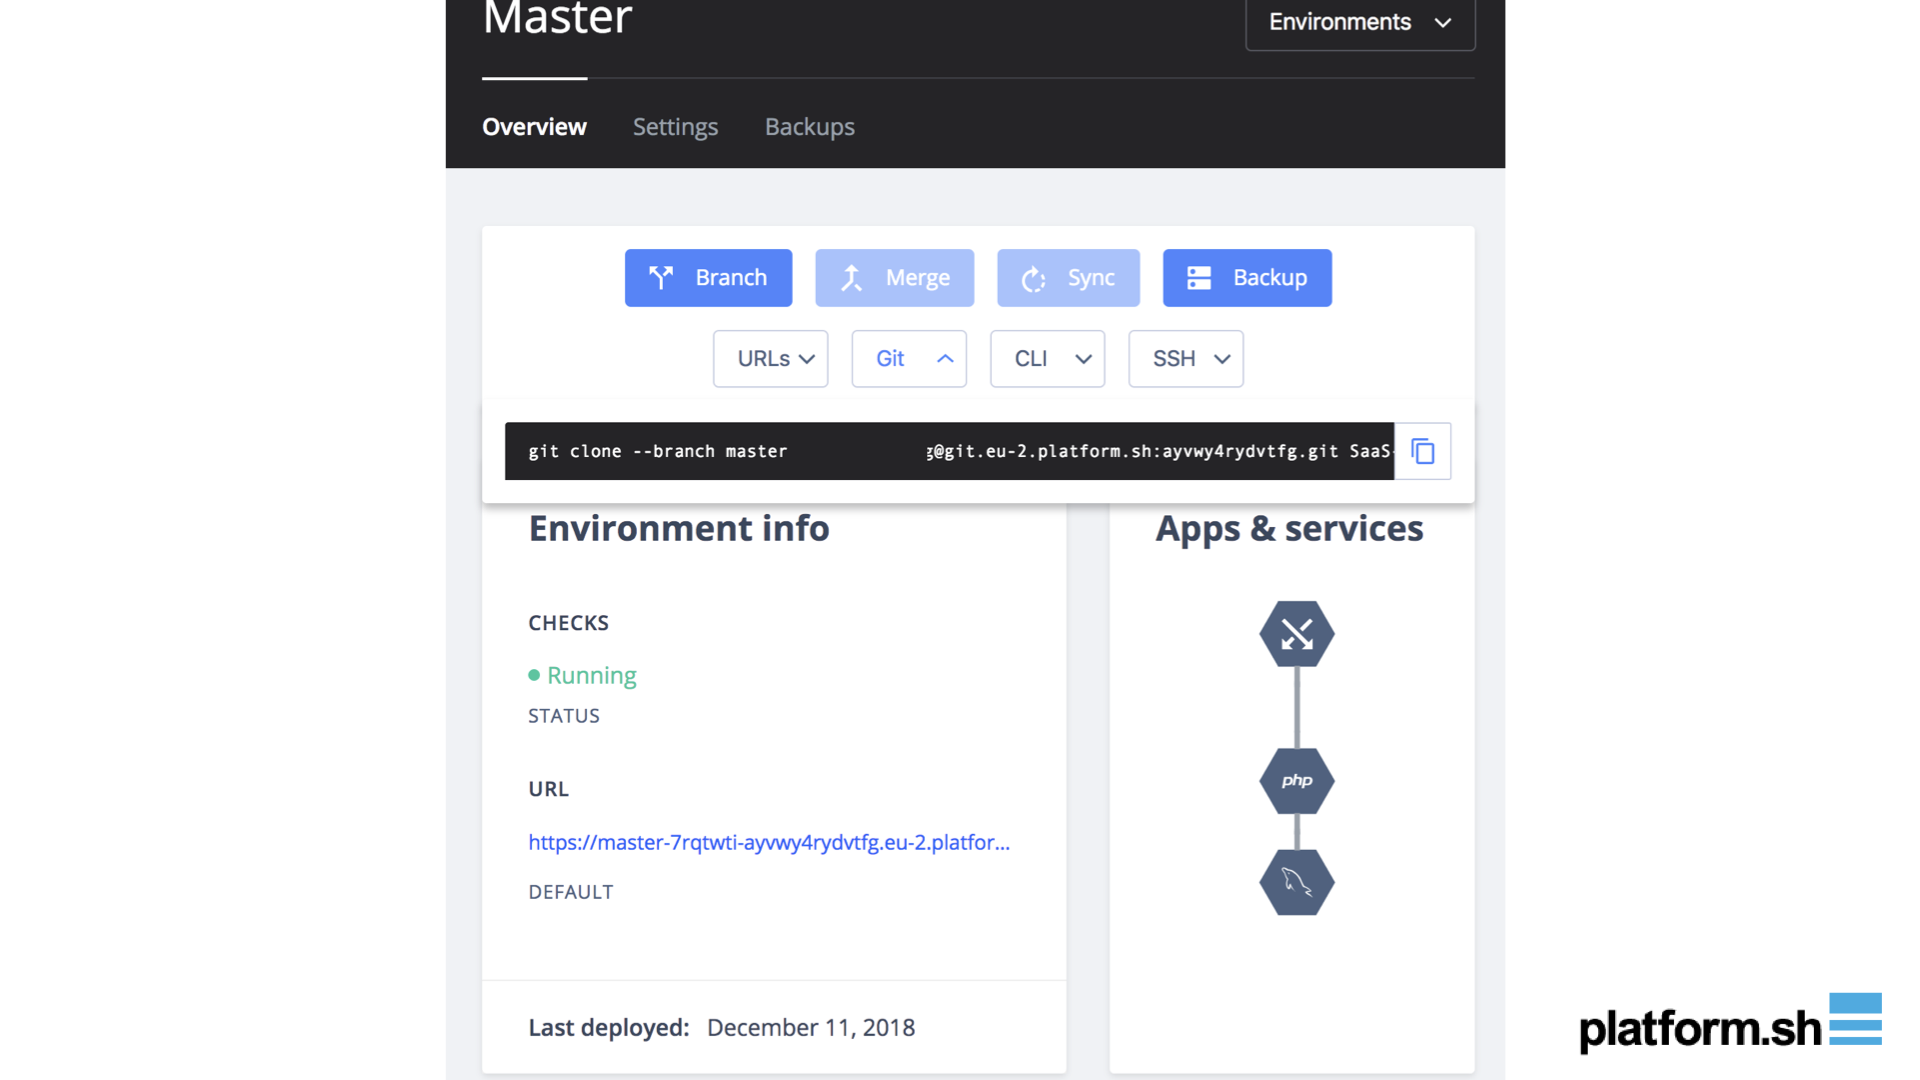 Master
Environments
Overview
Settings
Backups
Branch
Merge
Sync
Backup
URLs
Git
CLI
SSH
git clone --branch master g@git.eu-2.platform.sh:ayvwy4rydvtfg.git SaaS-
Environment info
Apps & services
CHECKS
Running
STATUS
php
URL
https://master-7rqtwti-ayvwy4rydvtfg.eu-2.platfor...
DEFAULT
Last deployed: December 11, 2018
platform.sh